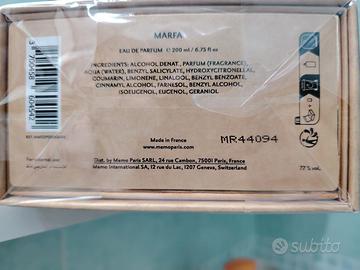 MARFA
EAU DE PARFUM ℮ 200 ml / 6.75 fl oz
INGREDIENTS: ALCOHOL DENAT., PARFUM (FRAGRANCE),
AQUA (WATER), BENZYL SALICYLATE, HYDROXYCITRONELLAL,
COUMARIN, LIMONENE, LINALOOL, BENZYL BENZOATE,
CINNAMYL ALCOHOL, FARNESOL, BENZYL ALCOHOL,
ISOEUGENOL, EUGENOL, GERANIOL
Made in France
www.memoparis.com
MR44094
Dist. by Memo Paris SARL, 24 rue Cambon, 75001 Paris, France
Memo International SA, 12 rue du Lac, 1207 Geneva, Switzerland
77 % vol.
subito